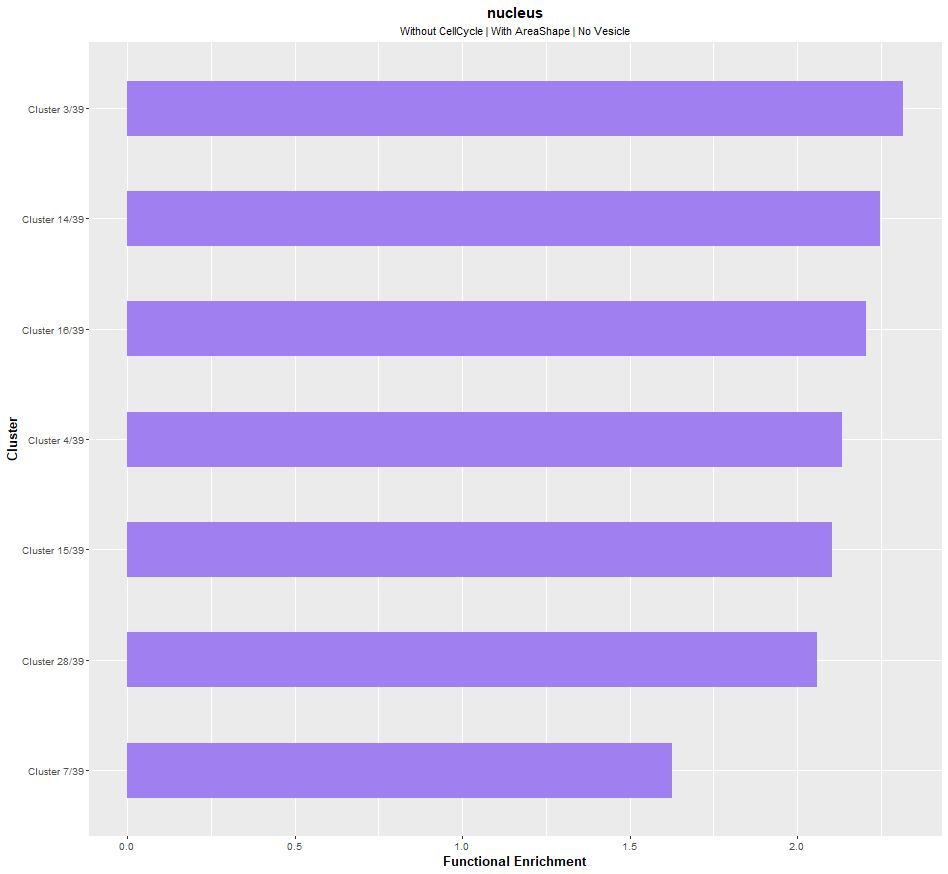 nucleus
Without CellCycle | With AreaShape | No Vesicle
Cluster 3/39
Cluster 14/39
Cluster 16/39
Cluster 4/39
Cluster 15/39
Cluster 28/39
Cluster 7/39
Cluster
0.0 0.5 1.0 1.5 2.0
Functional Enrichment